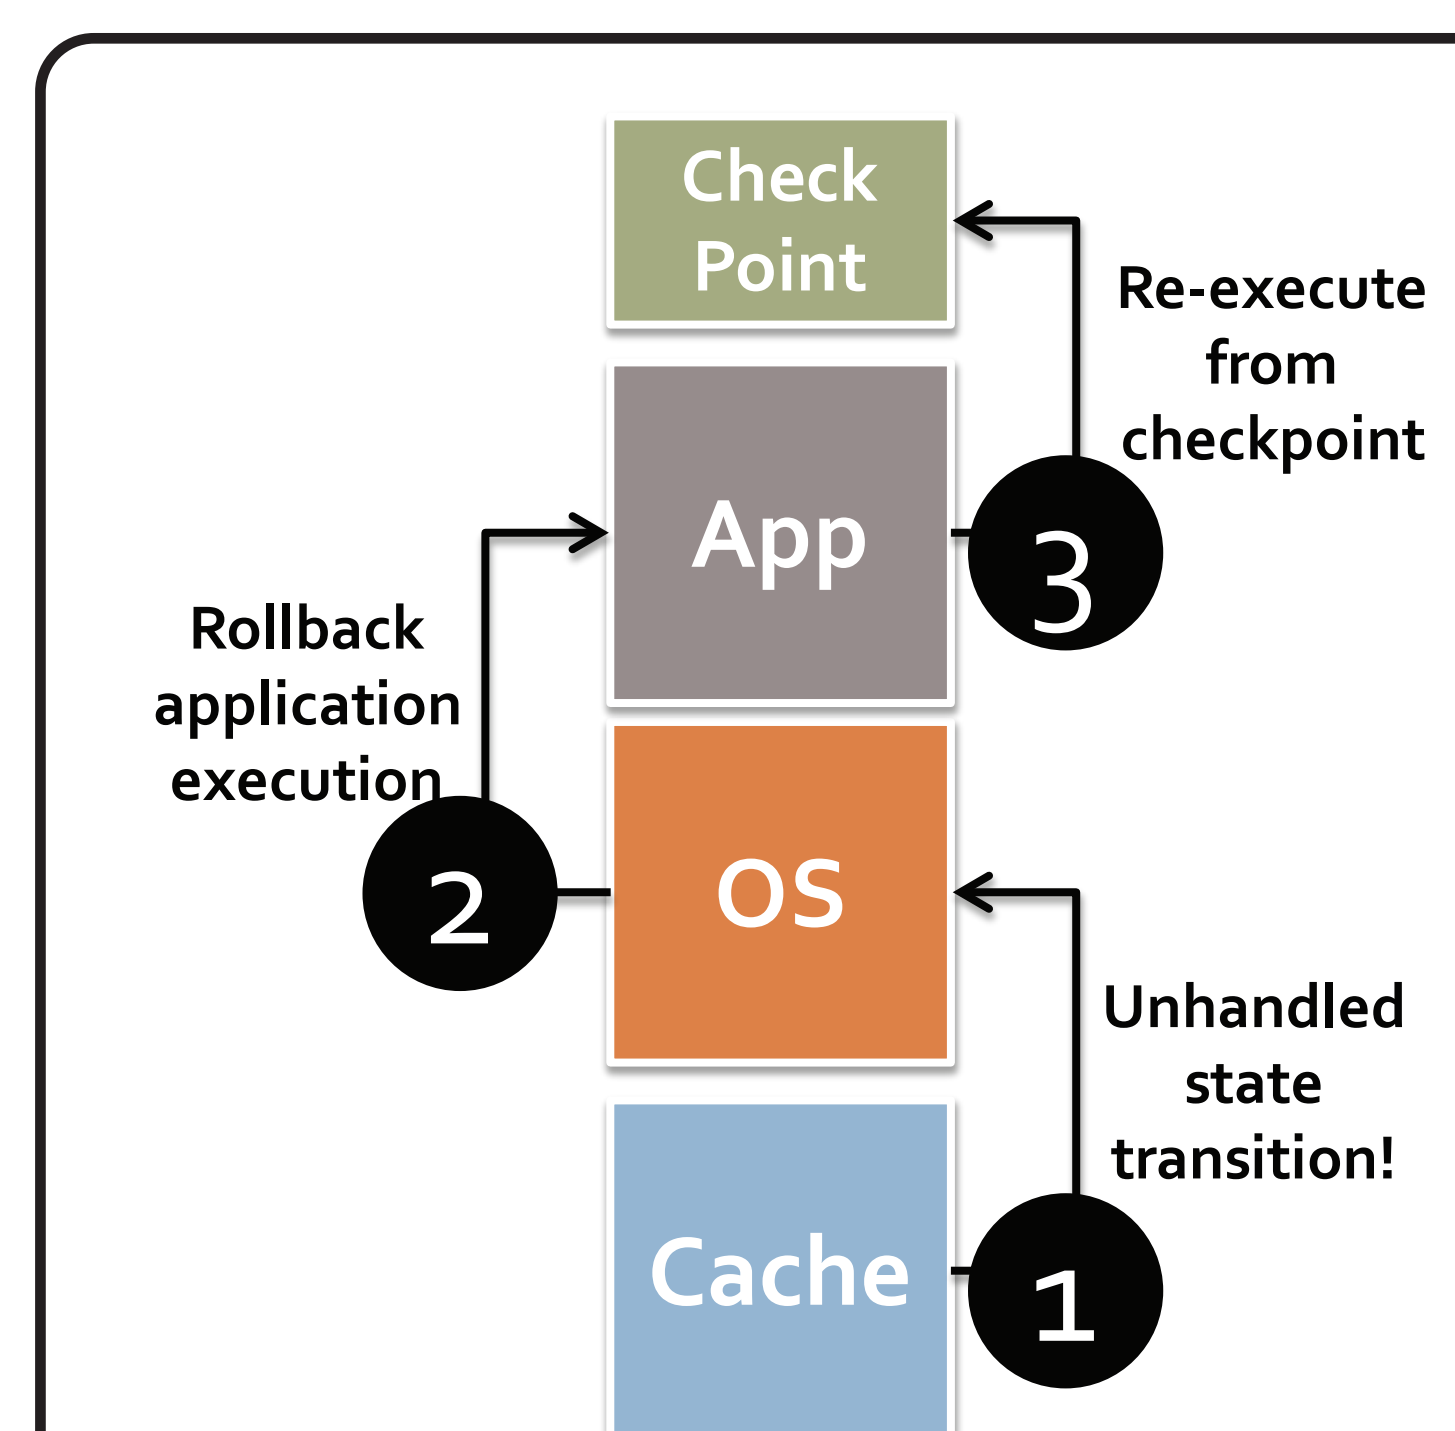 Check
Point
Re-execute
from
checkpoint
App
3
Rollback
application
execution
2
OS
Unhandled
state
transition!
Cache
1